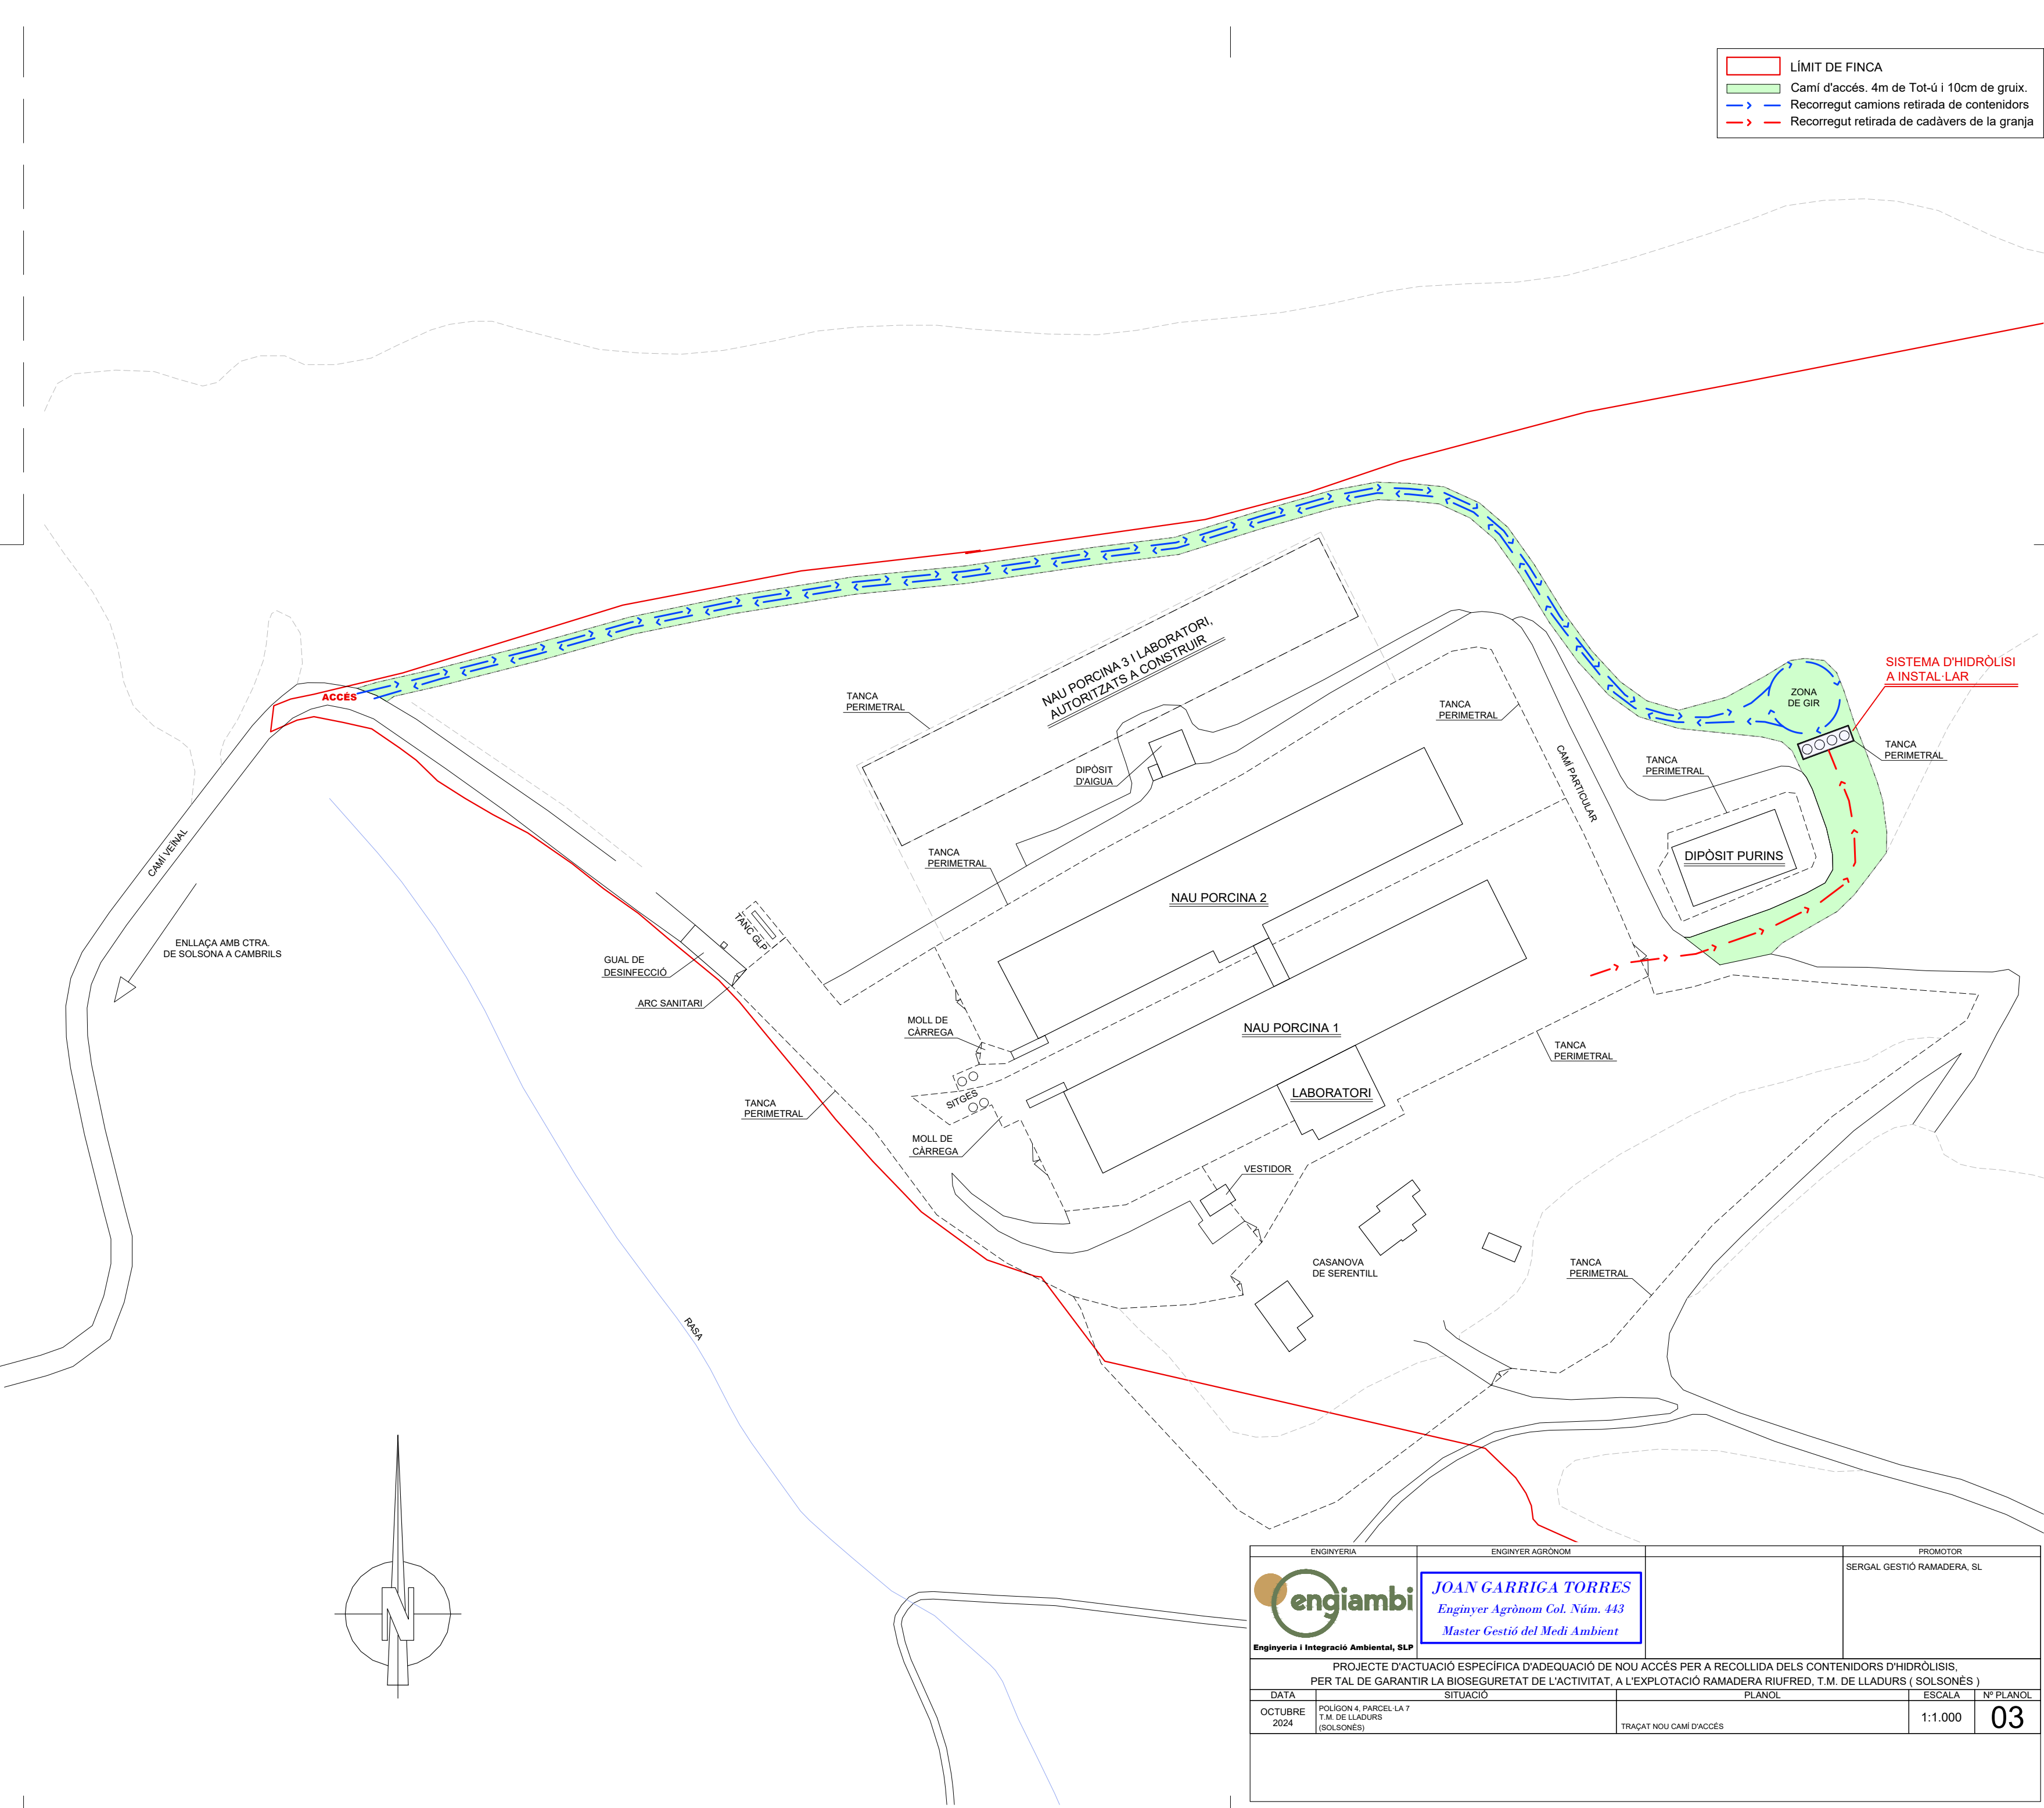 LÍMIT DE FINCA
Camí d'accés. 4m de Tot-ú i 10cm de gruix.
Recorregut camions retirada de contenidors
Recorregut retirada de cadàvers de la granja
SISTEMA D'HIDRÒLISI
A INSTAL·LAR
ZONA
DE GIR
TANCA
PERIMETRAL
TANCA
PERIMETRAL
ACCÉS
NAU PORCINA 3 I LABORATORI,
AUTORITZATS A CONSTRUIR
TANCA
PERIMETRAL
TANCA
PERIMETRAL
CAMÍ PARTICULAR
DIPÒSIT
D'AIGUA
TANCA
PERIMETRAL
DIPÒSIT PURINS
CAMÍ VEÏNAL
NAU PORCINA 2
TANC GLP
ENLLAÇA AMB CTRA.
DE SOLSONA A CAMBRILS
GUAL DE
DESINFECCIÓ
ARC SANITARI
MOLL DE
CÀRREGA
NAU PORCINA 1
TANCA
PERIMETRAL
SITGES
LABORATORI
TANCA
PERIMETRAL
MOLL DE
CÀRREGA
VESTIDOR
CASANOVA
DE SERENTILL
TANCA
PERIMETRAL
RASA
N
ENGINYERIA
ENGINYER AGRÒNOM
PROMOTOR
SERGAL GESTIÓ RAMADERA, SL
engiambi
Enginyeria i Integració Ambiental, SLP
JOAN GARRIGA TORRES
Enginyer Agrònom Col. Núm. 443
Master Gestió del Medi Ambient
PROJECTE D'ACTUACIÓ ESPECÍFICA D'ADEQUACIÓ DE NOU ACCÉS PER A RECOLLIDA DELS CONTENIDORS D'HIDRÒLISIS,
PER TAL DE GARANTIR LA BIOSEGURETAT DE L'ACTIVITAT, A L'EXPLOTACIÓ RAMADERA RIUFRED, T.M. DE LLADURS ( SOLSONÈS )
DATA
SITUACIÓ
PLANOL
ESCALA
Nº PLANOL
OCTUBRE
2024
POLÍGON 4, PARCEL·LA 7
T.M. DE LLADURS
(SOLSONÈS)
TRAÇAT NOU CAMÍ D'ACCÉS
1:1.000
03